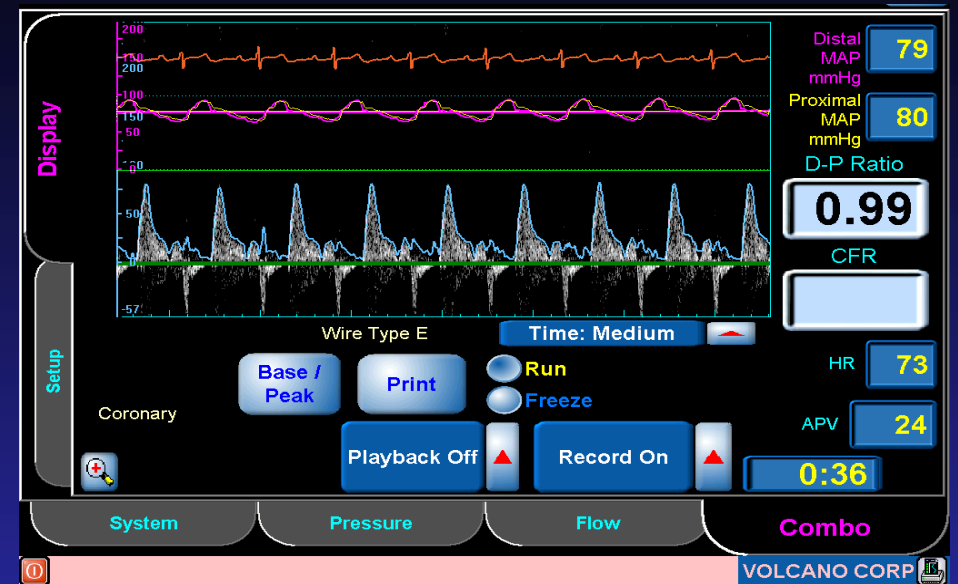 200
150
200
100
150
50
0
50
0
-57
Distal
MAP
mmHg
79
Proximal
MAP
mmHg
80
D-P Ratio
0.99
CFR
Display
Setup
Wire Type E
Time: Medium
Base /
Peak
Print
Run
Freeze
HR
73
Coronary
APV
24
Playback Off
Record On
0:36
System
Pressure
Flow
Combo
VOLCANO CORP